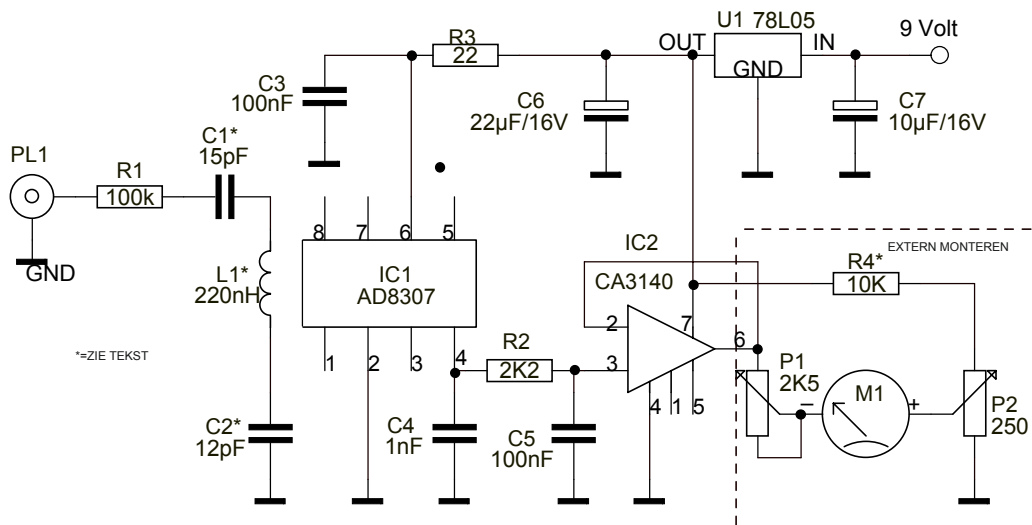 U1 78L05
9 Volt
OUT
IN
GND
R3
22
C3
100nF
C6
22µF/16V
C7
10µF/16V
PL1
R1
100k
C1*
15pF
GND
L1*
220nH
8
7
6
5
IC1
AD8307
1
2
3
4
*=ZIE TEKST
C2*
12pF
R2
2K2
C4
1nF
C5
100nF
IC2
CA3140
2
3
7
6
4
1
5
EXTERN MONTEREN
R4*
10K
P1
2K5
−
M1
+
P2
250